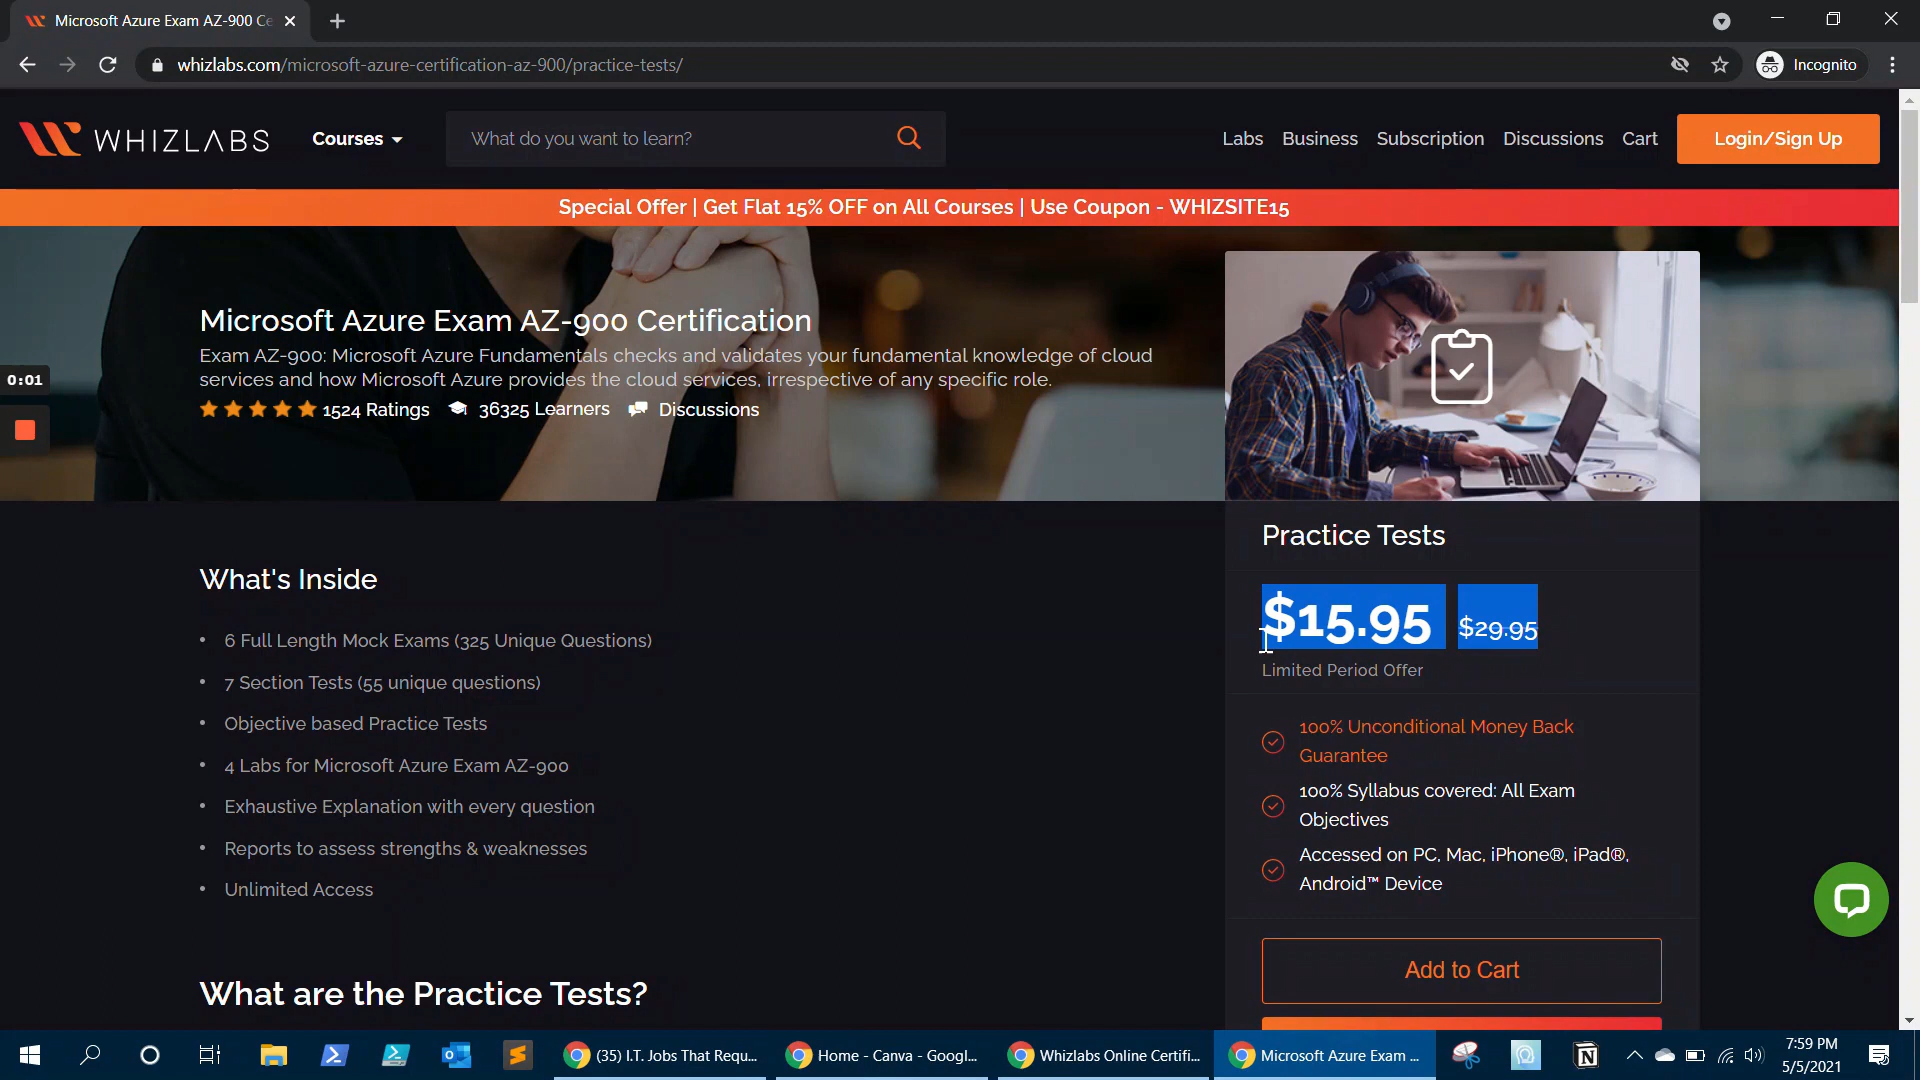 Microsoft Azure Exam AZ-900 Ce
whizlabs.com/microsoft-azure-certification-az-900/practice-tests/
Incognito
WHIZLABS
Courses
What do you want to learn?
Labs
Business
Subscription
Discussions
Cart
Login/Sign Up
Special Offer | Get Flat 15% OFF on All Courses | Use Coupon - WHIZSITE15
Microsoft Azure Exam AZ-900 Certification
Exam AZ-900: Microsoft Azure Fundamentals checks and validates your fundamental knowledge of cloud
services and how Microsoft Azure provides the cloud services, irrespective of any specific role.
1524 Ratings
36325 Learners
Discussions
0:01
What's Inside
• 6 Full Length Mock Exams (325 Unique Questions)
• 7 Section Tests (55 unique questions)
• Objective based Practice Tests
• 4 Labs for Microsoft Azure Exam AZ-900
• Exhaustive Explanation with every question
• Reports to assess strengths & weaknesses
• Unlimited Access
What are the Practice Tests?
Practice Tests
$15.95 $29.95
Limited Period Offer
100% Unconditional Money Back
Guarantee
100% Syllabus covered: All Exam
Objectives
Accessed on PC, Mac, iPhone®, iPad®,
Android™ Device
Add to Cart
(35) I.T. Jobs That Requ...
Home - Canva - Googl...
Whizlabs Online Certifi...
Microsoft Azure Exam ...
7:59 PM
5/5/2021